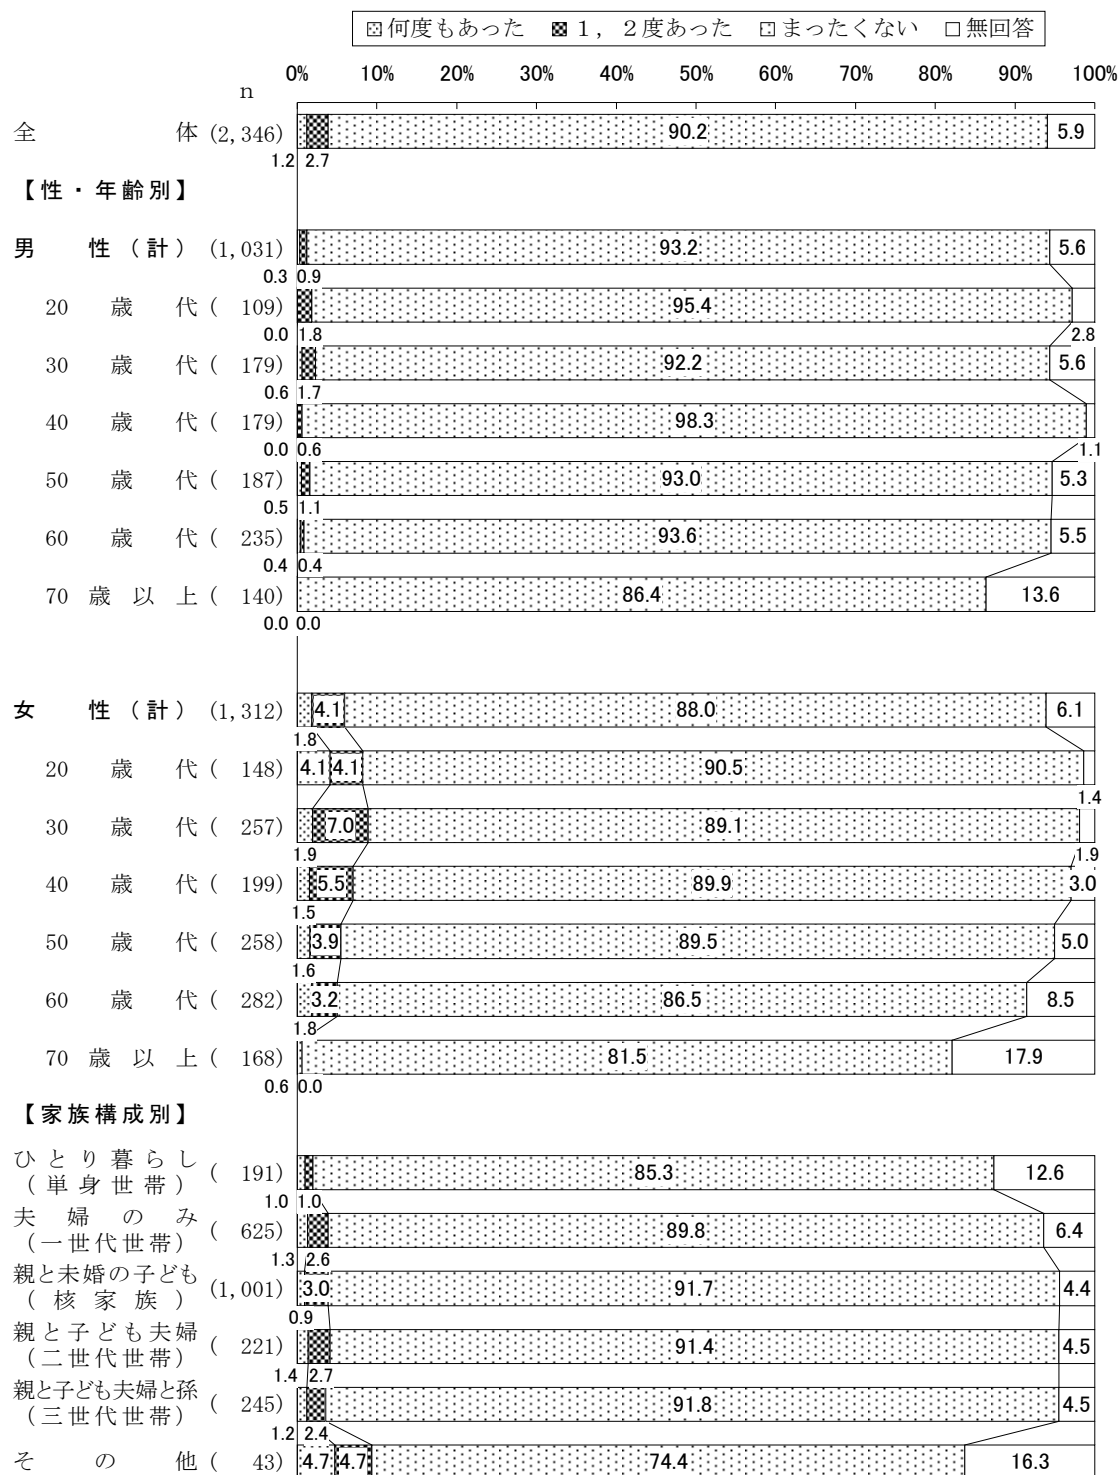 何度もあった １，２度あった まったくない 無回答
0% 10% 20% 30% 40% 50% 60% 70% 80% 90% 100%
n
全体 (2,346) 90.2 5.9
1.2 2.7
【性・年齢別】
男性（計） (1,031) 93.2 5.6
0.3 0.9
20歳代 ( 109) 95.4
0.0 1.8 2.8
30歳代 ( 179) 92.2 5.6
0.6 1.7
40歳代 ( 179) 98.3
0.0 0.6 1.1
50歳代 ( 187) 93.0 5.3
0.5 1.1
60歳代 ( 235) 93.6 5.5
0.4 0.4
70歳以上 ( 140) 86.4 13.6
0.0 0.0
女性（計） (1,312) 4.1 88.0 6.1
1.8
20歳代 ( 148) 4.1 4.1 90.5
1.4
30歳代 ( 257) 7.0 89.1
1.9 1.9
40歳代 ( 199) 5.5 89.9 3.0
1.5
50歳代 ( 258) 3.9 89.5 5.0
1.6
60歳代 ( 282) 3.2 86.5 8.5
1.8
70歳以上 ( 168) 81.5 17.9
0.6 0.0
【家族構成別】
ひとり暮らし
（単身世帯） ( 191) 85.3 12.6
1.0 1.0
夫婦のみ
（一世代世帯） ( 625) 89.8 6.4
1.3 2.6
親と未婚の子ども
（核家族） (1,001) 3.0 91.7 4.4
0.9
親と子ども夫婦
（二世代世帯） ( 221) 91.4 4.5
1.4 2.7
親と子ども夫婦と孫
（三世代世帯） ( 245) 91.8 4.5
1.2 2.4
その他 ( 43) 4.7 4.7 74.4 16.3